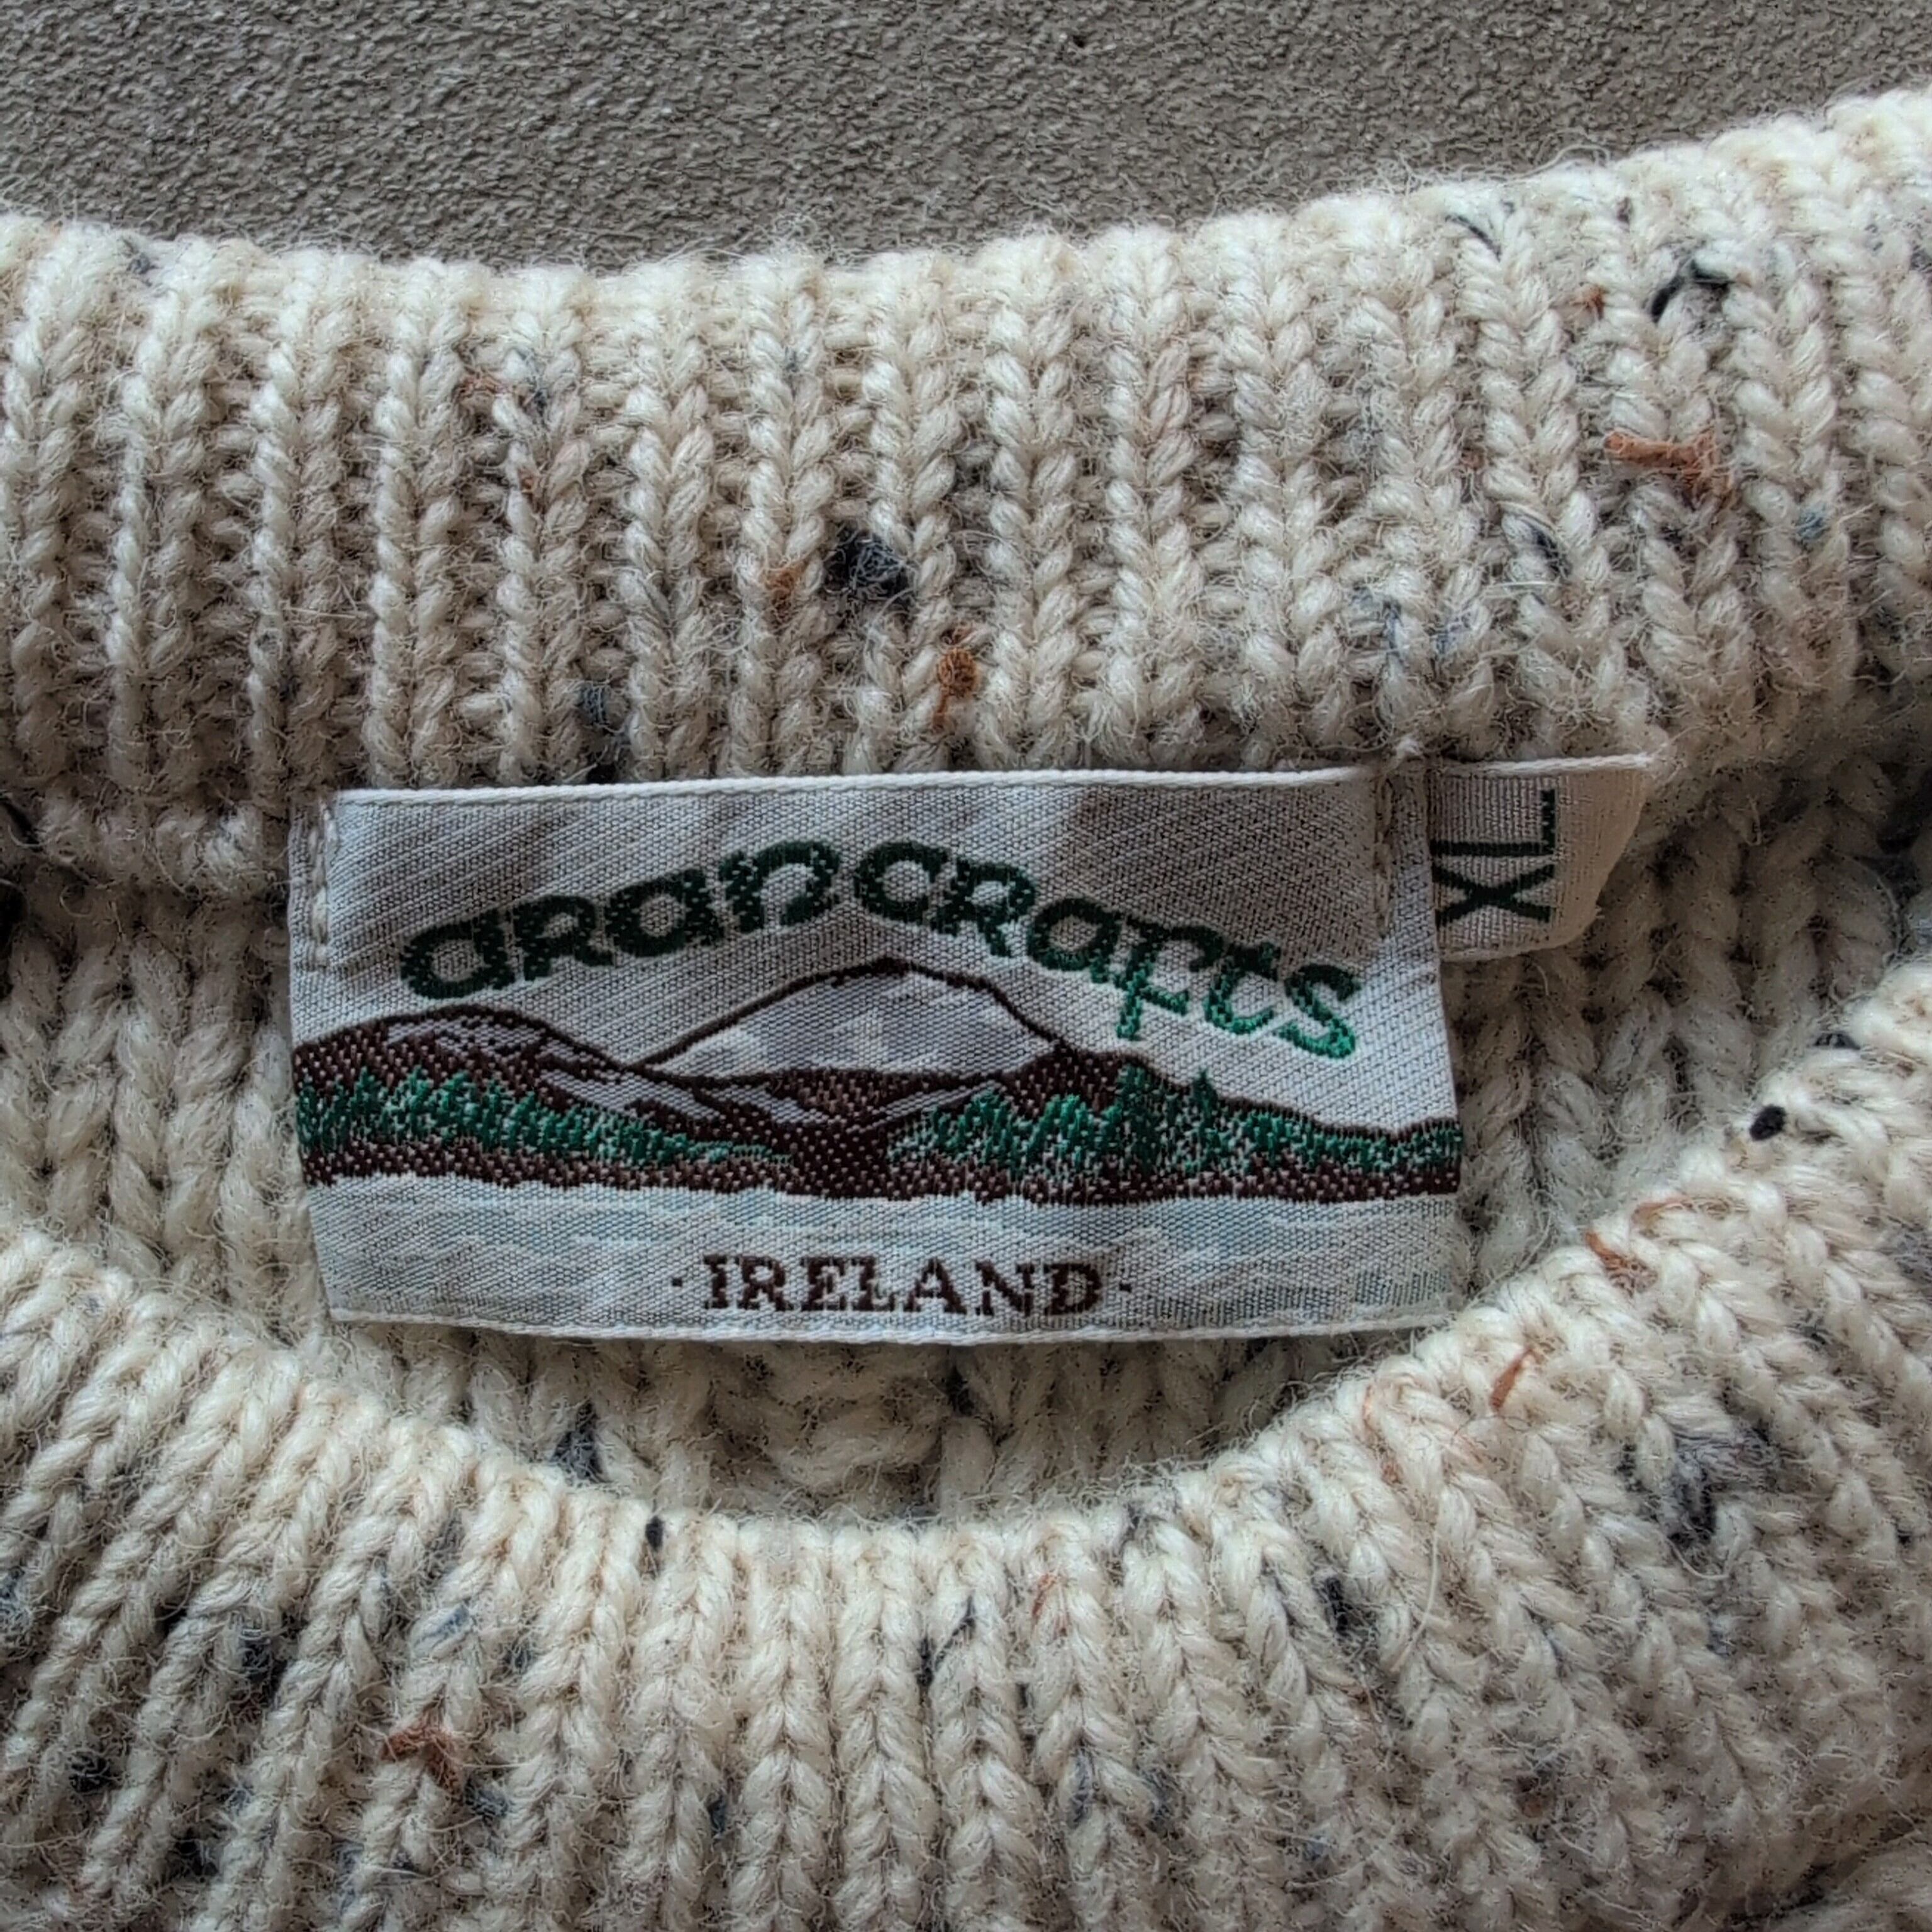 arancrafts
XL
·IRELAND·